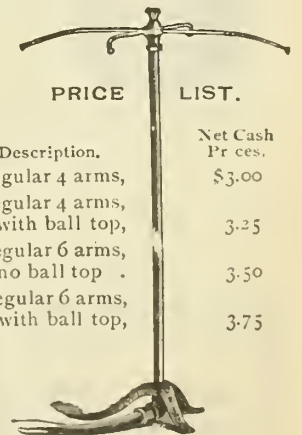 PRICE LIST.
Description. Net Cash
Pr ces.
gular 4 arms, $3.00
gular 4 arms,
with ball top, 3.25
egular 6 arms,
no ball top . 3.50
egular 6 arms,
with ball top, 3.75